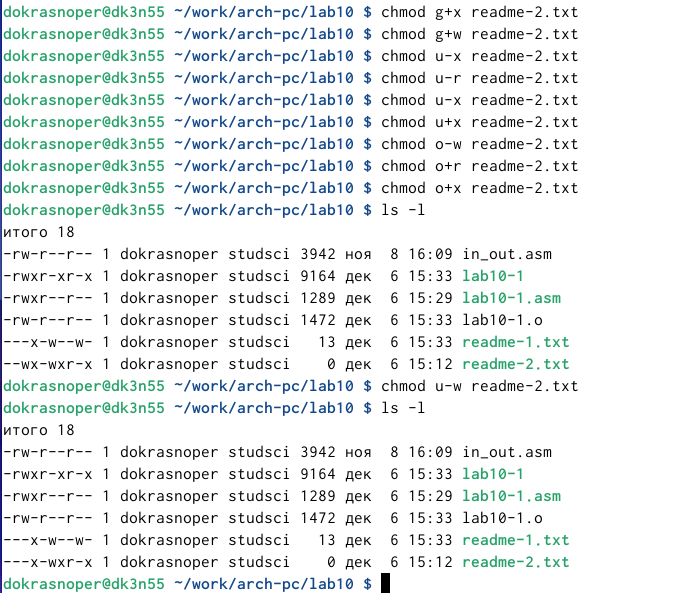 dokrasnoper@dk3n55 ~/work/arch-pc/lab10 $ chmod g+x readme-2.txt
dokrasnoper@dk3n55 ~/work/arch-pc/lab10 $ chmod g+w readme-2.txt
dokrasnoper@dk3n55 ~/work/arch-pc/lab10 $ chmod u-x readme-2.txt
dokrasnoper@dk3n55 ~/work/arch-pc/lab10 $ chmod u-r readme-2.txt
dokrasnoper@dk3n55 ~/work/arch-pc/lab10 $ chmod u-x readme-2.txt
dokrasnoper@dk3n55 ~/work/arch-pc/lab10 $ chmod u+x readme-2.txt
dokrasnoper@dk3n55 ~/work/arch-pc/lab10 $ chmod o-w readme-2.txt
dokrasnoper@dk3n55 ~/work/arch-pc/lab10 $ chmod o+r readme-2.txt
dokrasnoper@dk3n55 ~/work/arch-pc/lab10 $ chmod o+x readme-2.txt
dokrasnoper@dk3n55 ~/work/arch-pc/lab10 $ ls -l
итого 18
-rw-r--r-- 1 dokrasnoper studsci 3942 ноя  8 16:09 in_out.asm
-rwxr-xr-x 1 dokrasnoper studsci 9164 дек  6 15:33 lab10-1
-rwxr--r-- 1 dokrasnoper studsci 1289 дек  6 15:29 lab10-1.asm
-rw-r--r-- 1 dokrasnoper studsci 1472 дек  6 15:33 lab10-1.o
---x-w--w- 1 dokrasnoper studsci   13 дек  6 15:33 readme-1.txt
--wx-wxr-x 1 dokrasnoper studsci    0 дек  6 15:12 readme-2.txt
dokrasnoper@dk3n55 ~/work/arch-pc/lab10 $ chmod u-w readme-2.txt
dokrasnoper@dk3n55 ~/work/arch-pc/lab10 $ ls -l
итого 18
-rw-r--r-- 1 dokrasnoper studsci 3942 ноя  8 16:09 in_out.asm
-rwxr-xr-x 1 dokrasnoper studsci 9164 дек  6 15:33 lab10-1
-rwxr--r-- 1 dokrasnoper studsci 1289 дек  6 15:29 lab10-1.asm
-rw-r--r-- 1 dokrasnoper studsci 1472 дек  6 15:33 lab10-1.o
---x-w--w- 1 dokrasnoper studsci   13 дек  6 15:33 readme-1.txt
---x-wxr-x 1 dokrasnoper studsci    0 дек  6 15:12 readme-2.txt
dokrasnoper@dk3n55 ~/work/arch-pc/lab10 $